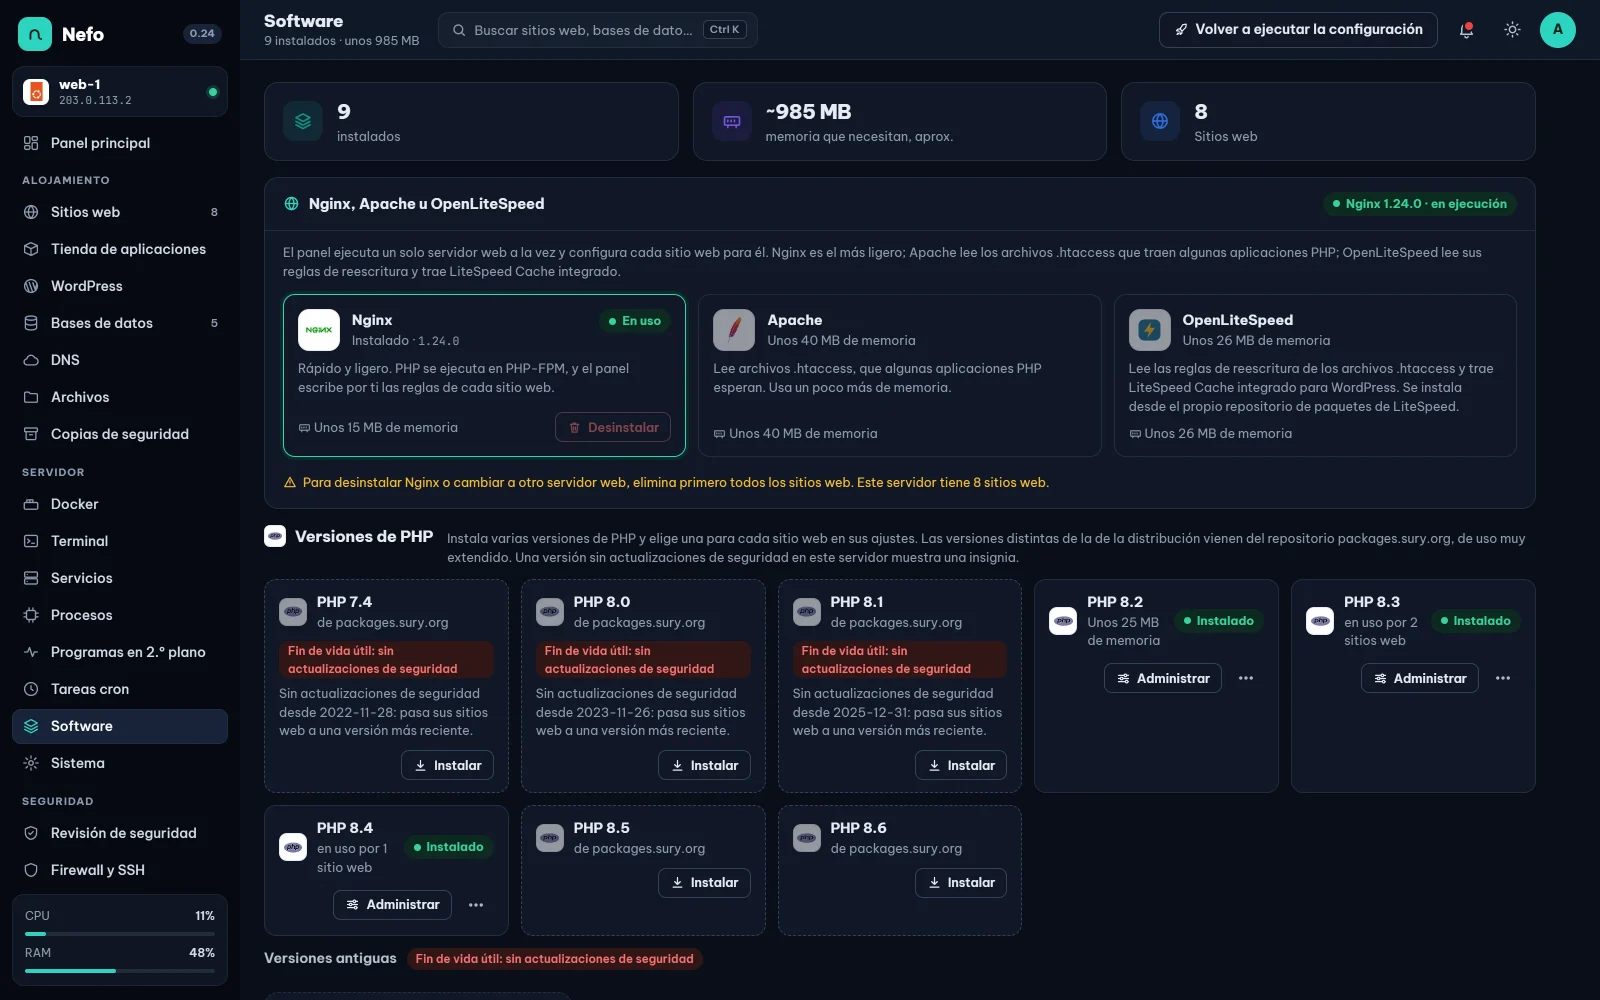 Nefo
0.24
web-1
203.0.113.2
Panel principal
ALOJAMIENTO
Sitios web 8
Tienda de aplicaciones
WordPress
Bases de datos 5
DNS
Archivos
Copias de seguridad
SERVIDOR
Docker
Terminal
Servicios
Procesos
Programas en 2.º plano
Tareas cron
Software
Sistema
SEGURIDAD
Revisión de seguridad
Firewall y SSH
CPU 11%
RAM 48%
Software
9 instalados · unos 985 MB
Buscar sitios web, bases de dato... Ctrl K
Volver a ejecutar la configuración
A
9
instalados
~985 MB
memoria que necesitan, aprox.
8
Sitios web
Nginx, Apache u OpenLiteSpeed
Nginx 1.24.0 · en ejecución
El panel ejecuta un solo servidor web a la vez y configura cada sitio web para él. Nginx es el más ligero; Apache lee los archivos .htaccess que traen algunas aplicaciones PHP; OpenLiteSpeed lee sus
reglas de reescritura y trae LiteSpeed Cache integrado.
NGINX
Nginx
En uso
Instalado · 1.24.0
Rápido y ligero. PHP se ejecuta en PHP-FPM, y el panel
escribe por ti las reglas de cada sitio web.
Unos 15 MB de memoria
Desinstalar
Apache
Unos 40 MB de memoria
Lee archivos .htaccess, que algunas aplicaciones PHP
esperan. Usa un poco más de memoria.
Unos 40 MB de memoria
OpenLiteSpeed
Unos 26 MB de memoria
Lee las reglas de reescritura de los archivos .htaccess y trae
LiteSpeed Cache integrado para WordPress. Se instala
desde el propio repositorio de paquetes de LiteSpeed.
Unos 26 MB de memoria
Para desinstalar Nginx o cambiar a otro servidor web, elimina primero todos los sitios web. Este servidor tiene 8 sitios web.
php
Versiones de PHP
Instala varias versiones de PHP y elige una para cada sitio web en sus ajustes. Las versiones distintas de la de la distribución vienen del repositorio packages.sury.org, de uso muy
extendido. Una versión sin actualizaciones de seguridad en este servidor muestra una insignia.
php
PHP 7.4
de packages.sury.org
Fin de vida útil: sin
actualizaciones de seguridad
Sin actualizaciones de seguridad
desde 2022-11-28: pasa sus sitios
web a una versión más reciente.
Instalar
php
PHP 8.0
de packages.sury.org
Fin de vida útil: sin
actualizaciones de seguridad
Sin actualizaciones de seguridad
desde 2023-11-26: pasa sus sitios
web a una versión más reciente.
Instalar
php
PHP 8.1
de packages.sury.org
Fin de vida útil: sin
actualizaciones de seguridad
Sin actualizaciones de seguridad
desde 2025-12-31: pasa sus sitios
web a una versión más reciente.
Instalar
php
PHP 8.2
Unos 25 MB
de memoria
Instalado
Administrar
php
PHP 8.3
en uso por 2
sitios web
Instalado
Administrar
php
PHP 8.4
en uso por 1
sitio web
Instalado
Administrar
php
PHP 8.5
de packages.sury.org
Instalar
php
PHP 8.6
de packages.sury.org
Instalar
Versiones antiguas
Fin de vida útil: sin actualizaciones de seguridad